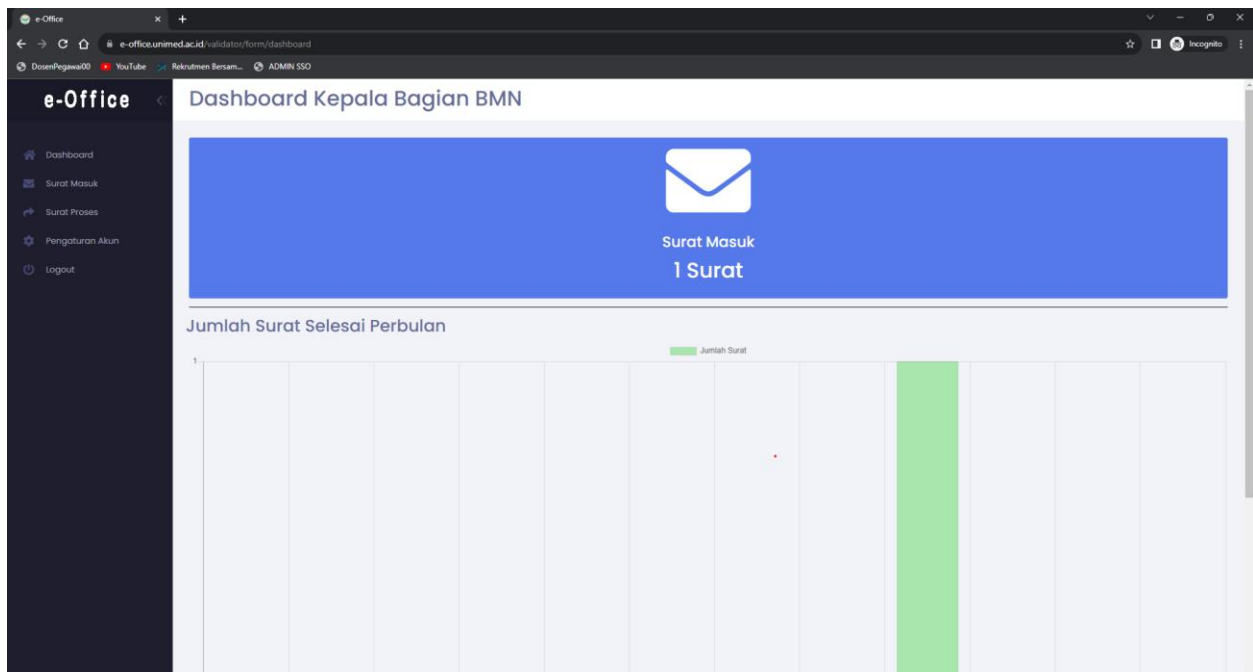 e-Office
e-office.unimed.ac.id/validator/form/dashboard
Incognito
DosenPegawai00 YouTube Rekrutmen Bersam... ADMIN SSO
e-Office
Dashboard Kepala Bagian BMN
Dashboard
Surat Masuk
Surat Proses
Pengaturan Akun
Logout
Surat Masuk
1 Surat
Jumlah Surat Selesai Perbulan
Jumlah Surat
1